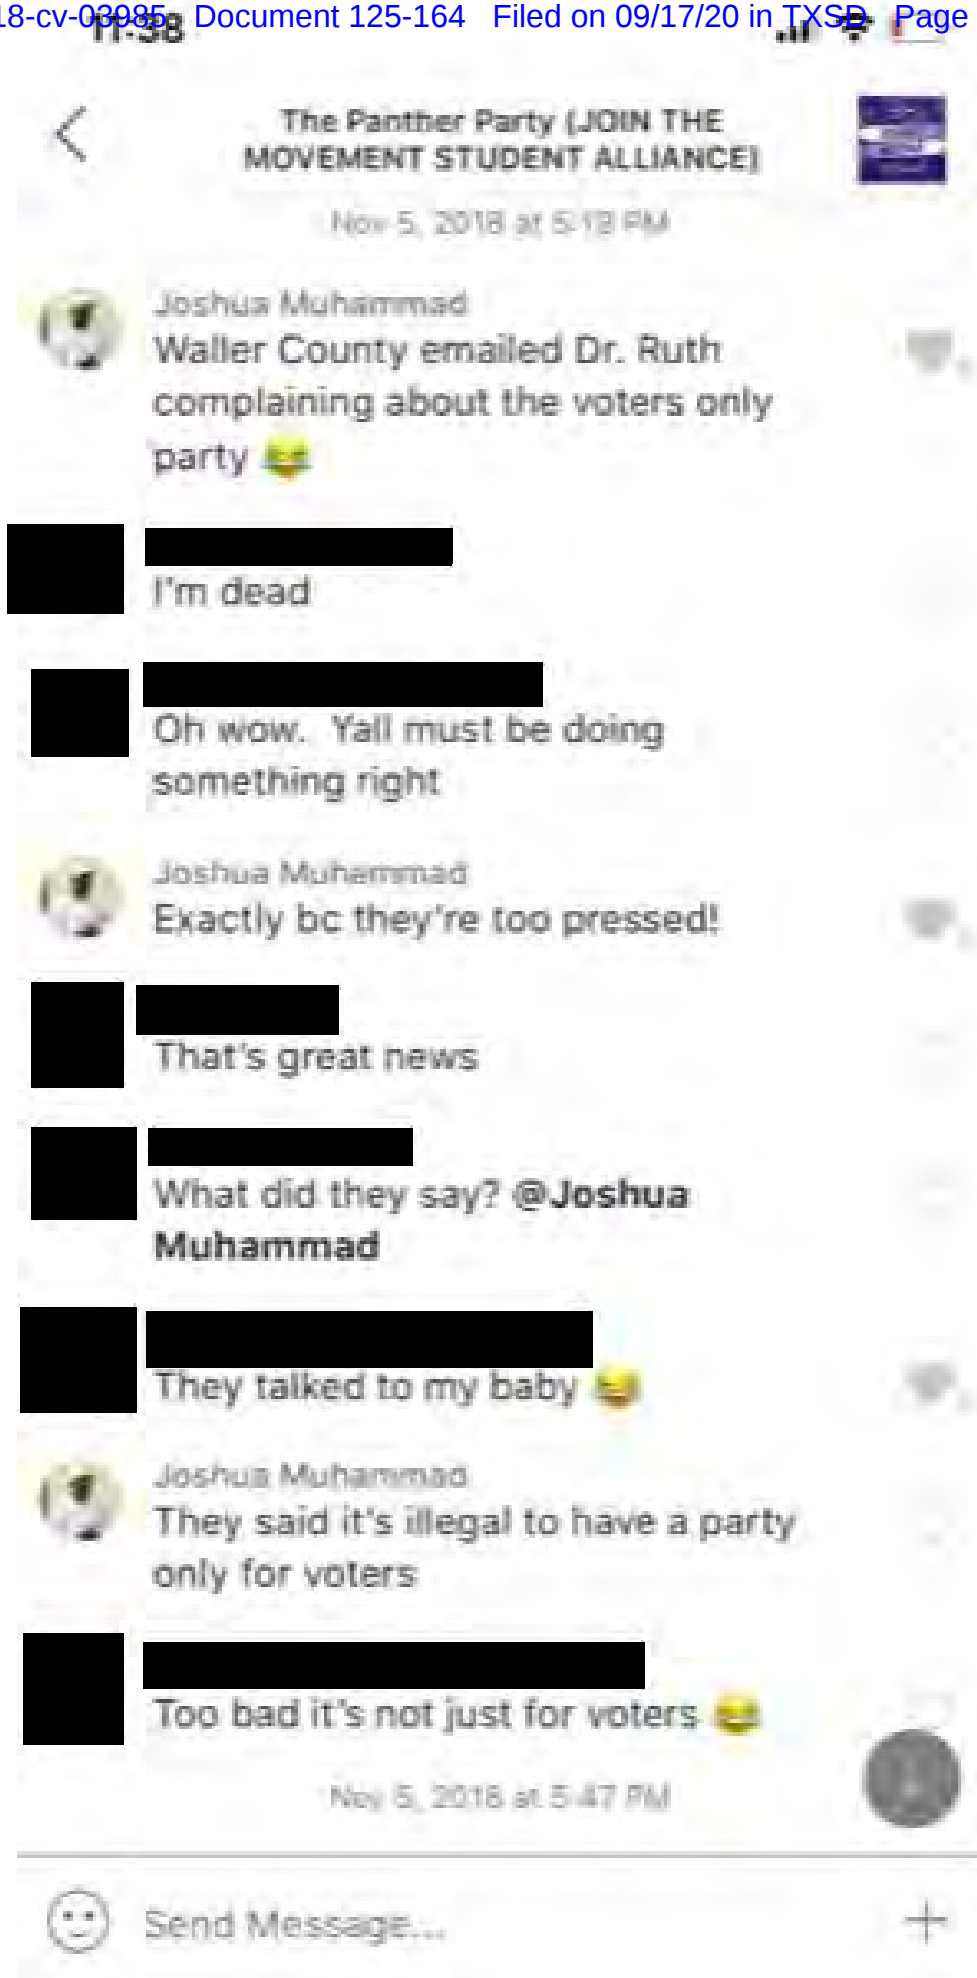 18-cv-03985 Document 125-164 Filed on 09/17/20 in TXSD Page
11:38
The Panther Party (JOIN THE
MOVEMENT STUDENT ALLIANCE)
Nov 5, 2018 at 5:13 PM
Joshua Muhammad
Waller County emailed Dr. Ruth
complaining about the voters only
party 😂
I'm dead
Oh wow. Yall must be doing
something right
Joshua Muhammad
Exactly bc they're too pressed!
That's great news
What did they say? @Joshua
Muhammad
They talked to my baby 😂
Joshua Muhammad
They said it's illegal to have a party
only for voters
Too bad it's not just for voters 😂
Nov 5, 2018 at 5:47 PM
Send Message...